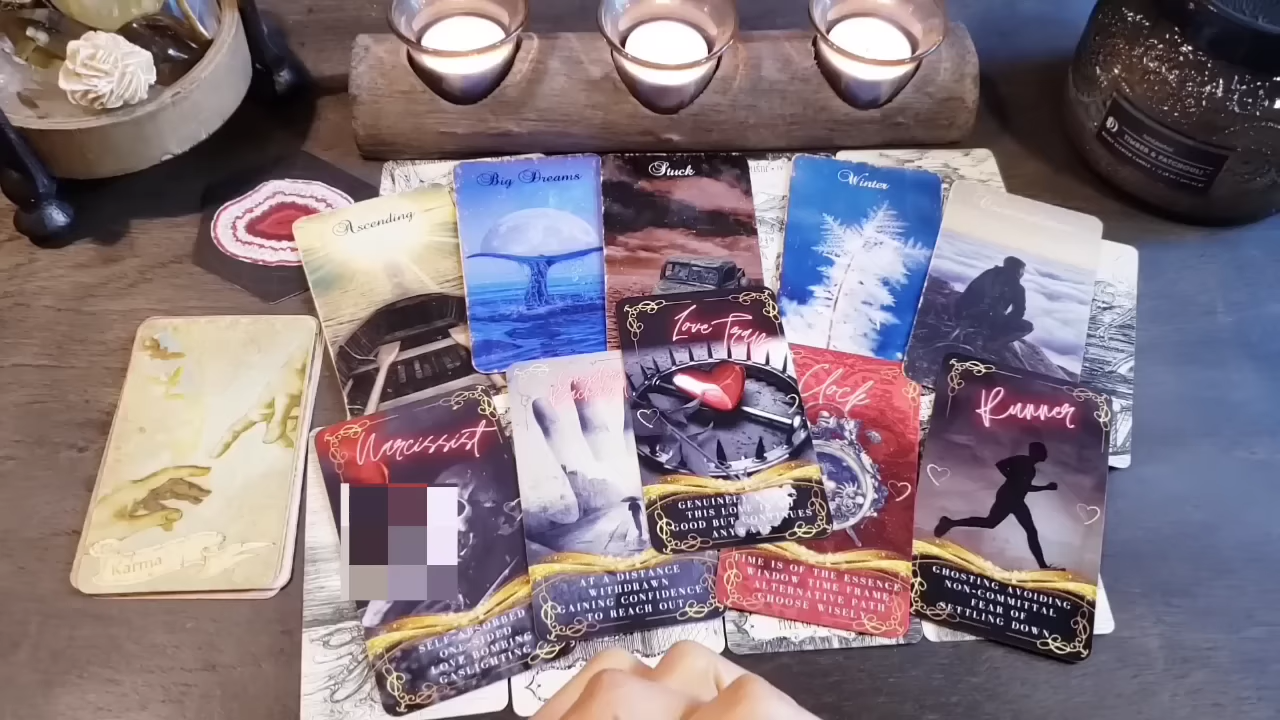 Ascending
Big Dreams
Stuck
Winter
TIMBER & PATCHOULI
Karma
Narcissist
SELF-ABSORBED
ONE-SIDED
LOVE BOMBING
GASLIGHTING
AT A DISTANCE
WITHDRAWN
GAINING CONFIDENCE
TO REACH OUT
Love Trap
GENUINELY
THIS LOVE IS
GOOD BUT CONTINUES
ANYWAY
Clock
TIME IS OF THE ESSENCE
WINDOW TIME FRAME
ALTERNATIVE PATH
CHOOSE WISELY
Runner
GHOSTING AVOIDING
NON-COMMITTAL
FEAR OF
SETTLING DOWN